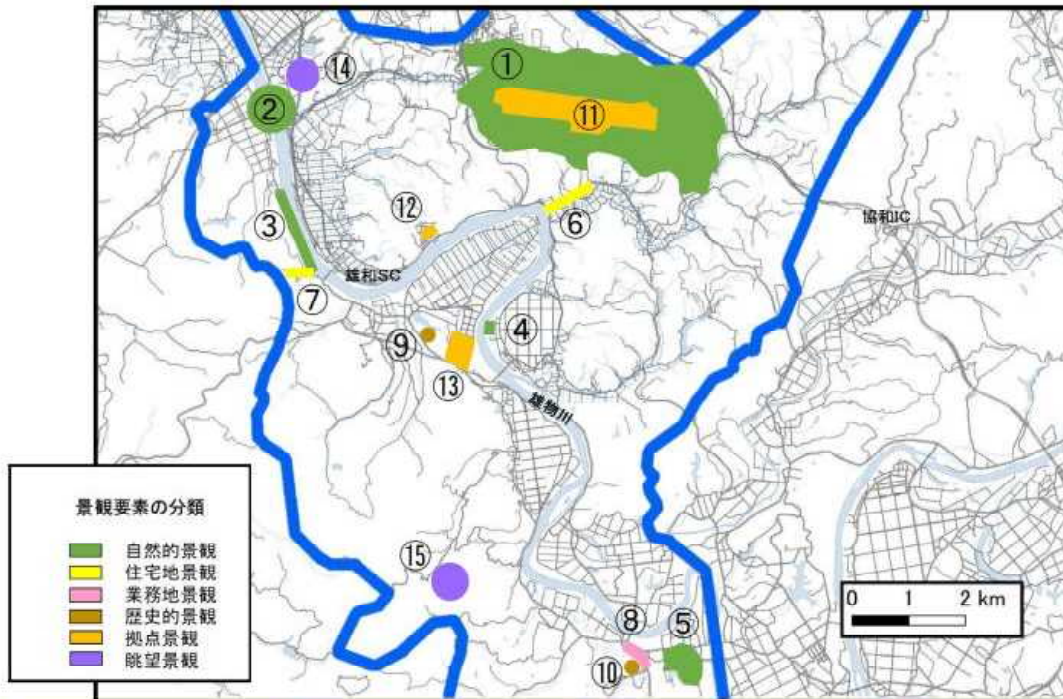 ①
⑭
②
⑪
⑫
⑥
協和IC
③
雄和SC
⑦
④
⑨
⑬
雄物川
景観要素の分類
自然的景観
住宅地景観
業務地景観
歴史的景観
拠点景観
眺望景観
⑮
0 1 2 km
⑧
⑤
⑩